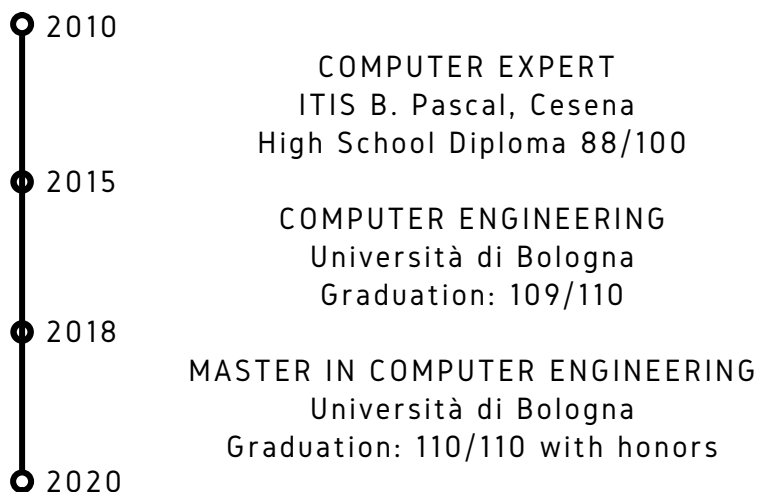 2010
COMPUTER EXPERT
ITIS B. Pascal, Cesena
High School Diploma 88/100
2015
COMPUTER ENGINEERING
Università di Bologna
Graduation: 109/110
2018
MASTER IN COMPUTER ENGINEERING
Università di Bologna
Graduation: 110/110 with honors
2020